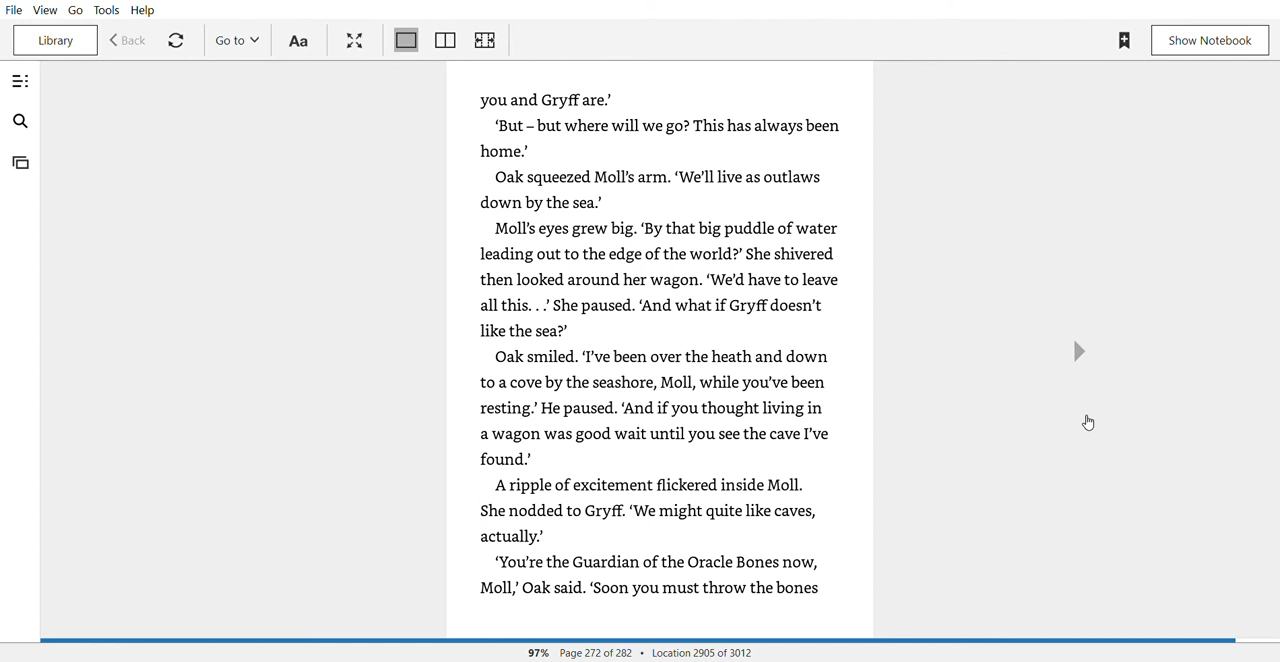 File View Go Tools Help
Library Back Go to Aa Show Notebook
you and Gryff are.’
‘But – but where will we go? This has always been
home.’
Oak squeezed Moll’s arm. ‘We’ll live as outlaws
down by the sea.’
Moll’s eyes grew big. ‘By that big puddle of water
leading out to the edge of the world?’ She shivered
then looked around her wagon. ‘We’d have to leave
all this. . .’ She paused. ‘And what if Gryff doesn’t
like the sea?’
Oak smiled. ‘I’ve been over the heath and down
to a cove by the seashore, Moll, while you’ve been
resting.’ He paused. ‘And if you thought living in
a wagon was good wait until you see the cave I’ve
found.’
A ripple of excitement flickered inside Moll.
She nodded to Gryff. ‘We might quite like caves,
actually.’
‘You’re the Guardian of the Oracle Bones now,
Moll,’ Oak said. ‘Soon you must throw the bones
97% Page 272 of 282 • Location 2905 of 3012